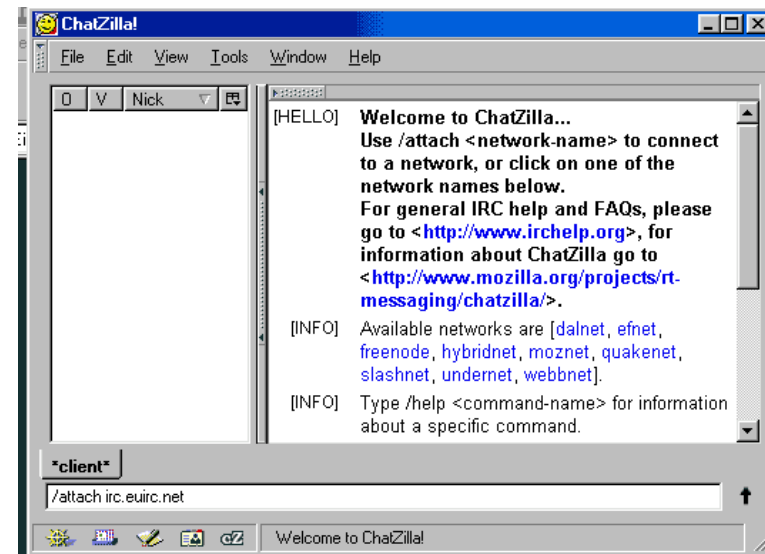 ChatZilla!
File Edit View Tools Window Help
O V Nick
[HELLO] Welcome to ChatZilla...
Use /attach <network-name> to connect
to a network, or click on one of the
network names below.
For general IRC help and FAQs, please
go to <http://www.irchelp.org>, for
information about ChatZilla go to
<http://www.mozilla.org/projects/rt-
messaging/chatzilla/>.
[INFO] Available networks are [dalnet, efnet,
freenode, hybridnet, moznet, quakenet,
slashnet, undernet, webbnet].
[INFO] Type /help <command-name> for information
about a specific command.
*client*
/attach irc.euirc.net
cZ Welcome to ChatZilla!